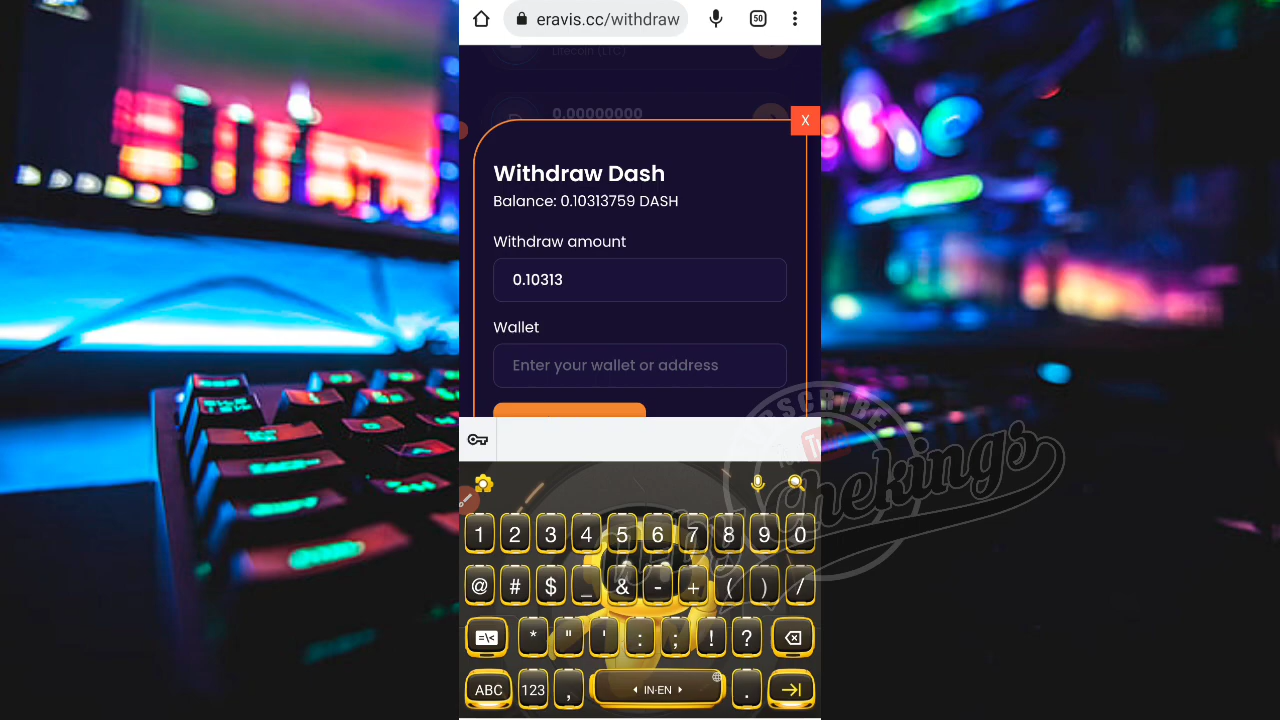 eravis.cc/withdraw
50
Litecoin (LTC)
0.00000000
X
Withdraw Dash
Balance: 0.10313759 DASH
Withdraw amount
0.10313
Wallet
Enter your wallet or address
SUBSCRIBE
chekings
1 2 3 4 5 6 7 8 9 0
@ # $ _ & - + ( ) /
=\< * " ' : ; ! ?
ABC 123 , IN-EN .